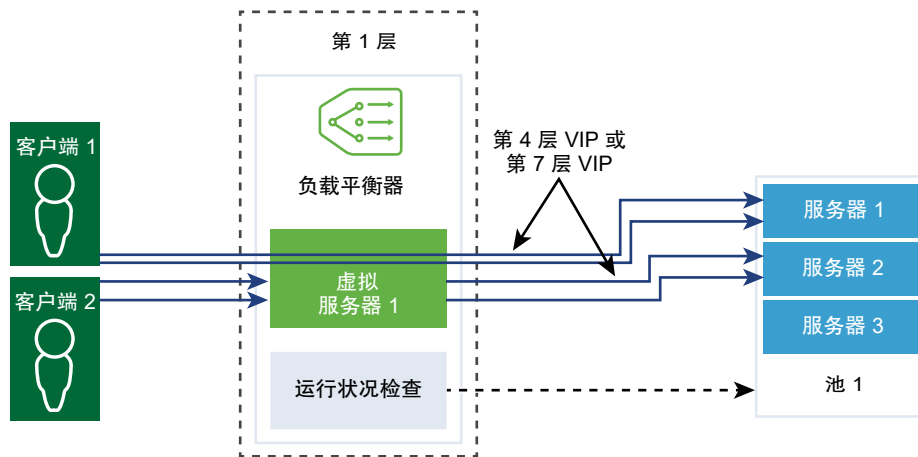 第 1 层
负载平衡器
客户端 1
客户端 2
虚拟
服务器 1
运行状况检查
第 4 层 VIP 或
第 7 层 VIP
服务器 1
服务器 2
服务器 3
池 1